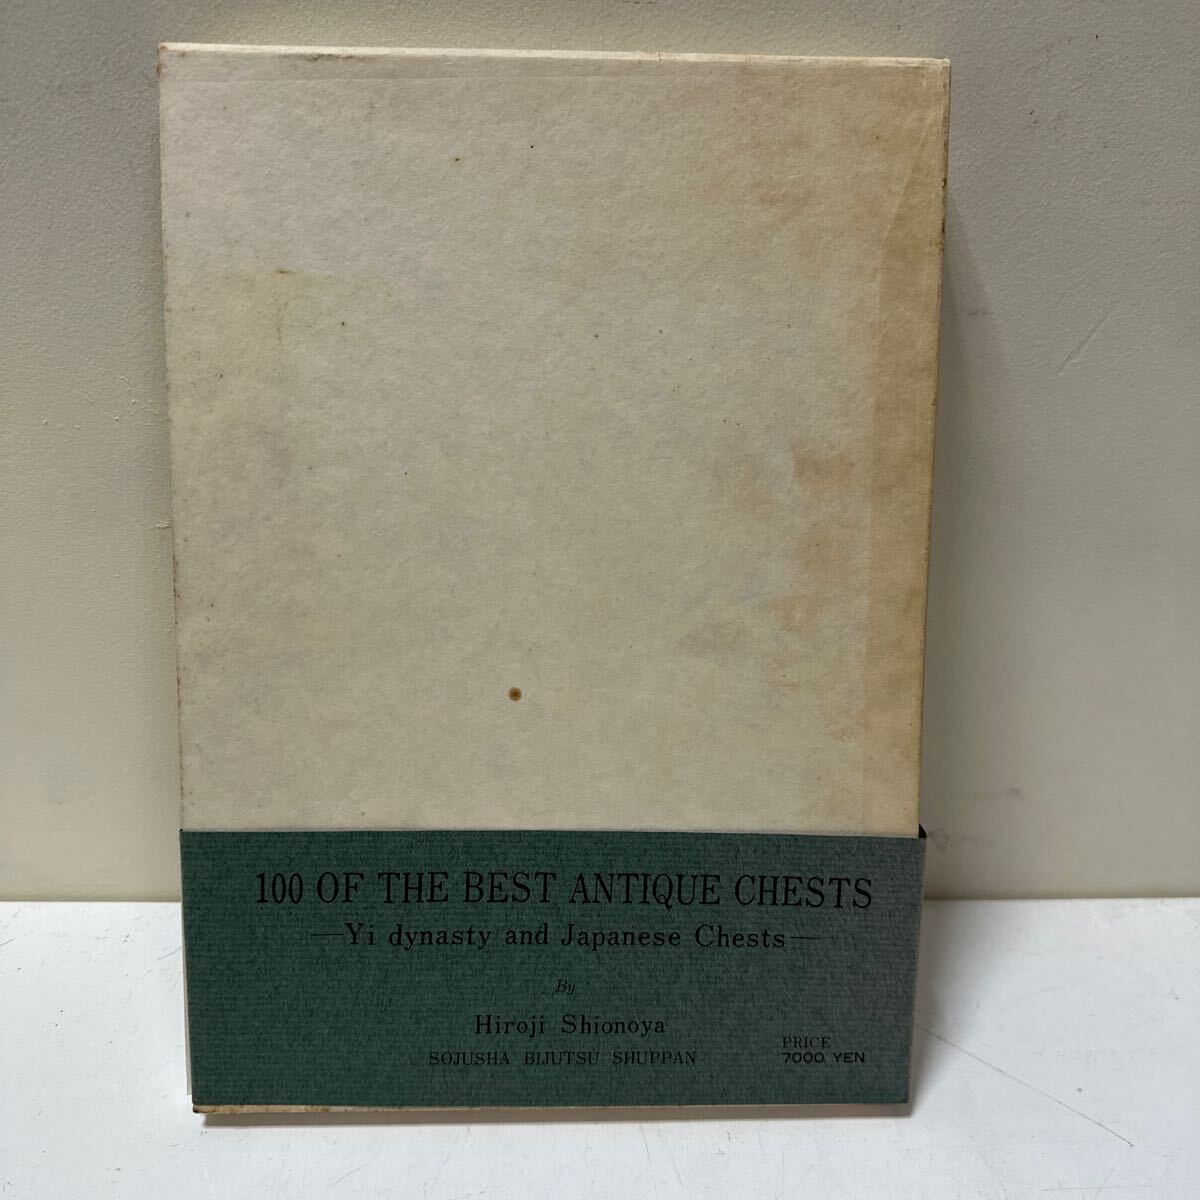 100 OF THE BEST ANTIQUE CHESTS
—Yi dynasty and Japanese Chests—
By
Hiroji Shionoya
SOJUSHA BIJUTSU SHUPPAN
PRICE
7000 YEN